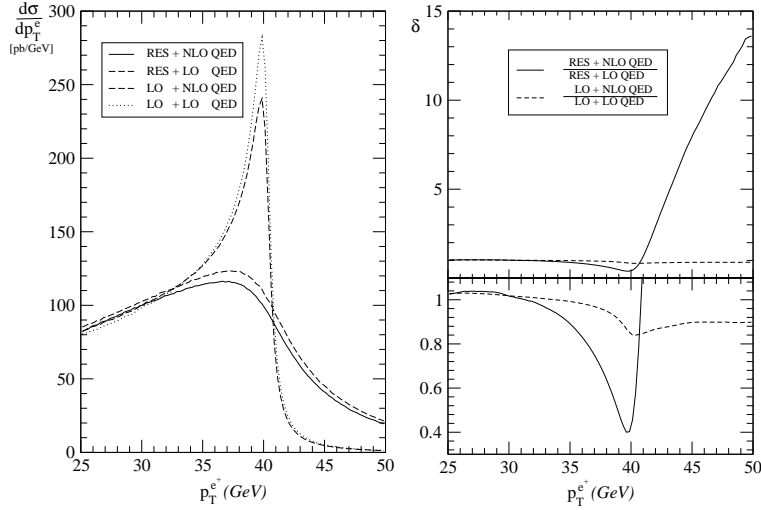 dσ
dp_T^e
[pb/GeV]
300
250
200
150
100
50
0
RES + NLO QED
RES + LO QED
LO + NLO QED
LO + LO QED
25 30 35 40 45 50
p_T^{e^+} (GeV)
δ
15
10
5
RES + NLO QED
RES + LO QED
LO + NLO QED
LO + LO QED
1
0.8
0.6
0.4
25 30 35 40 45 50
p_T^{e^+} (GeV)